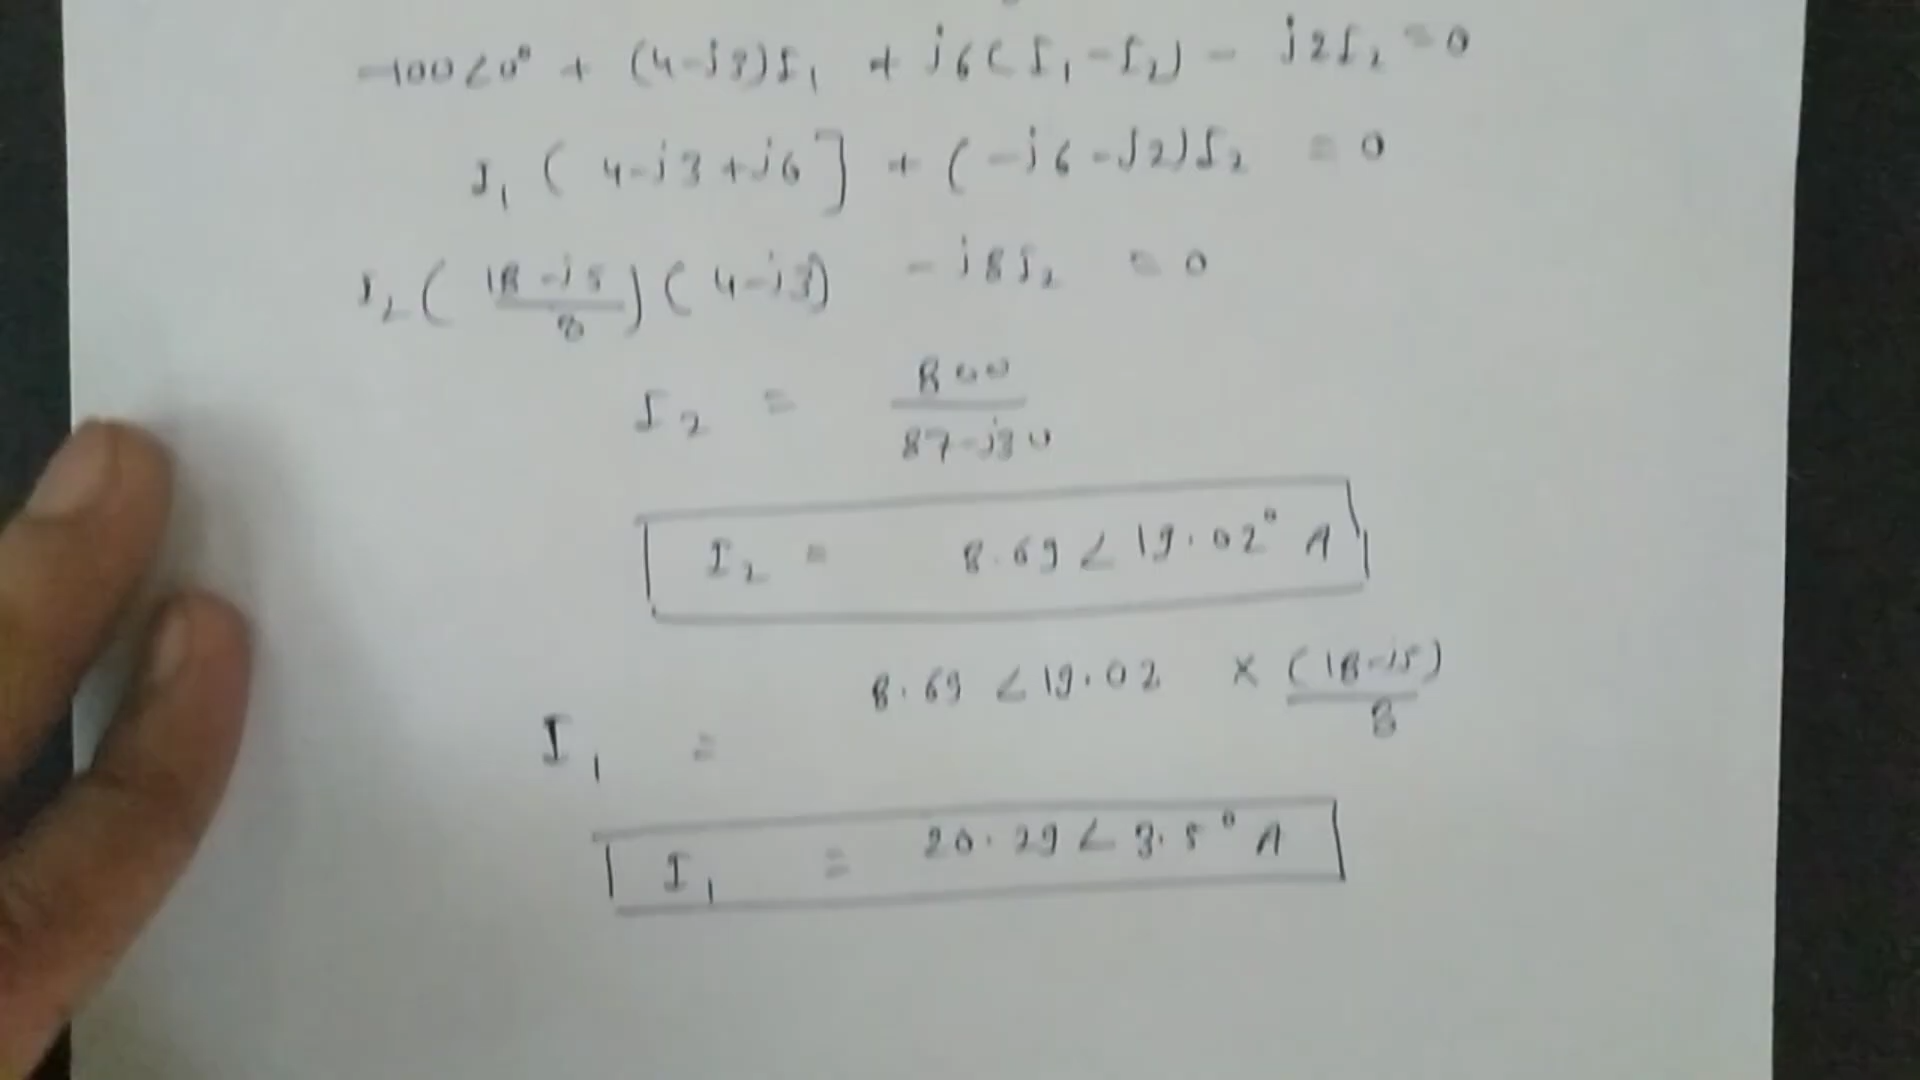 -100∠0° + (4-j3)I₁ + j6(I₁-I₂) - j2I₂ = 0
I₁ ( 4-j3+j6 ] + (-j6-j2)I₂ = 0
I₂ ( (18-j5)/8 ) ( 4-j3) - j8I₂ = 0
I₂ = 800/(87-j30)
I₂ = 8.69∠19.02° A
I₁ = 8.69∠19.02 × (18-j5)/8
I₁ = 20.29∠3.5° A